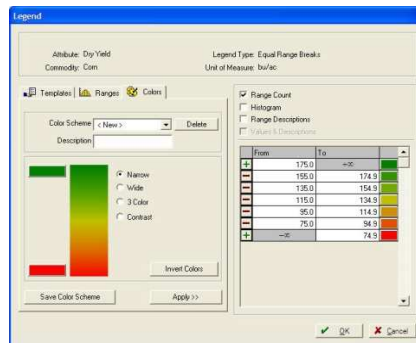 Legend
Attribute: Dry Yield
Legend Type: Equal Range Breaks
Commodity: Corn
Unit of Measure: bu/ac
Templates
Ranges
Colors
Color Scheme < New >
Delete
Description
Narrow
Wide
3 Color
Contrast
Invert Colors
Save Color Scheme
Apply >>
Range Count
Histogram
Range Descriptions
Values & Descriptions
From To
+ 175.0 +∞
− 155.0 174.9
− 135.0 154.9
− 115.0 134.9
− 95.0 114.9
− 75.0 94.9
+ −∞ 74.9
OK
Cancel